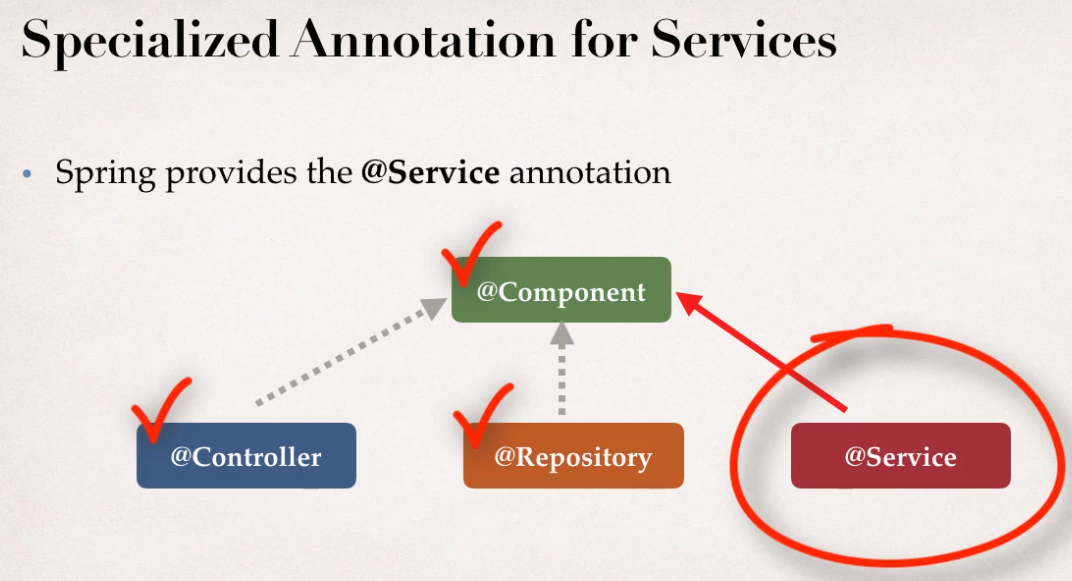 Specialized Annotation for Services
• Spring provides the @Service annotation
@Component
@Controller
@Repository
@Service